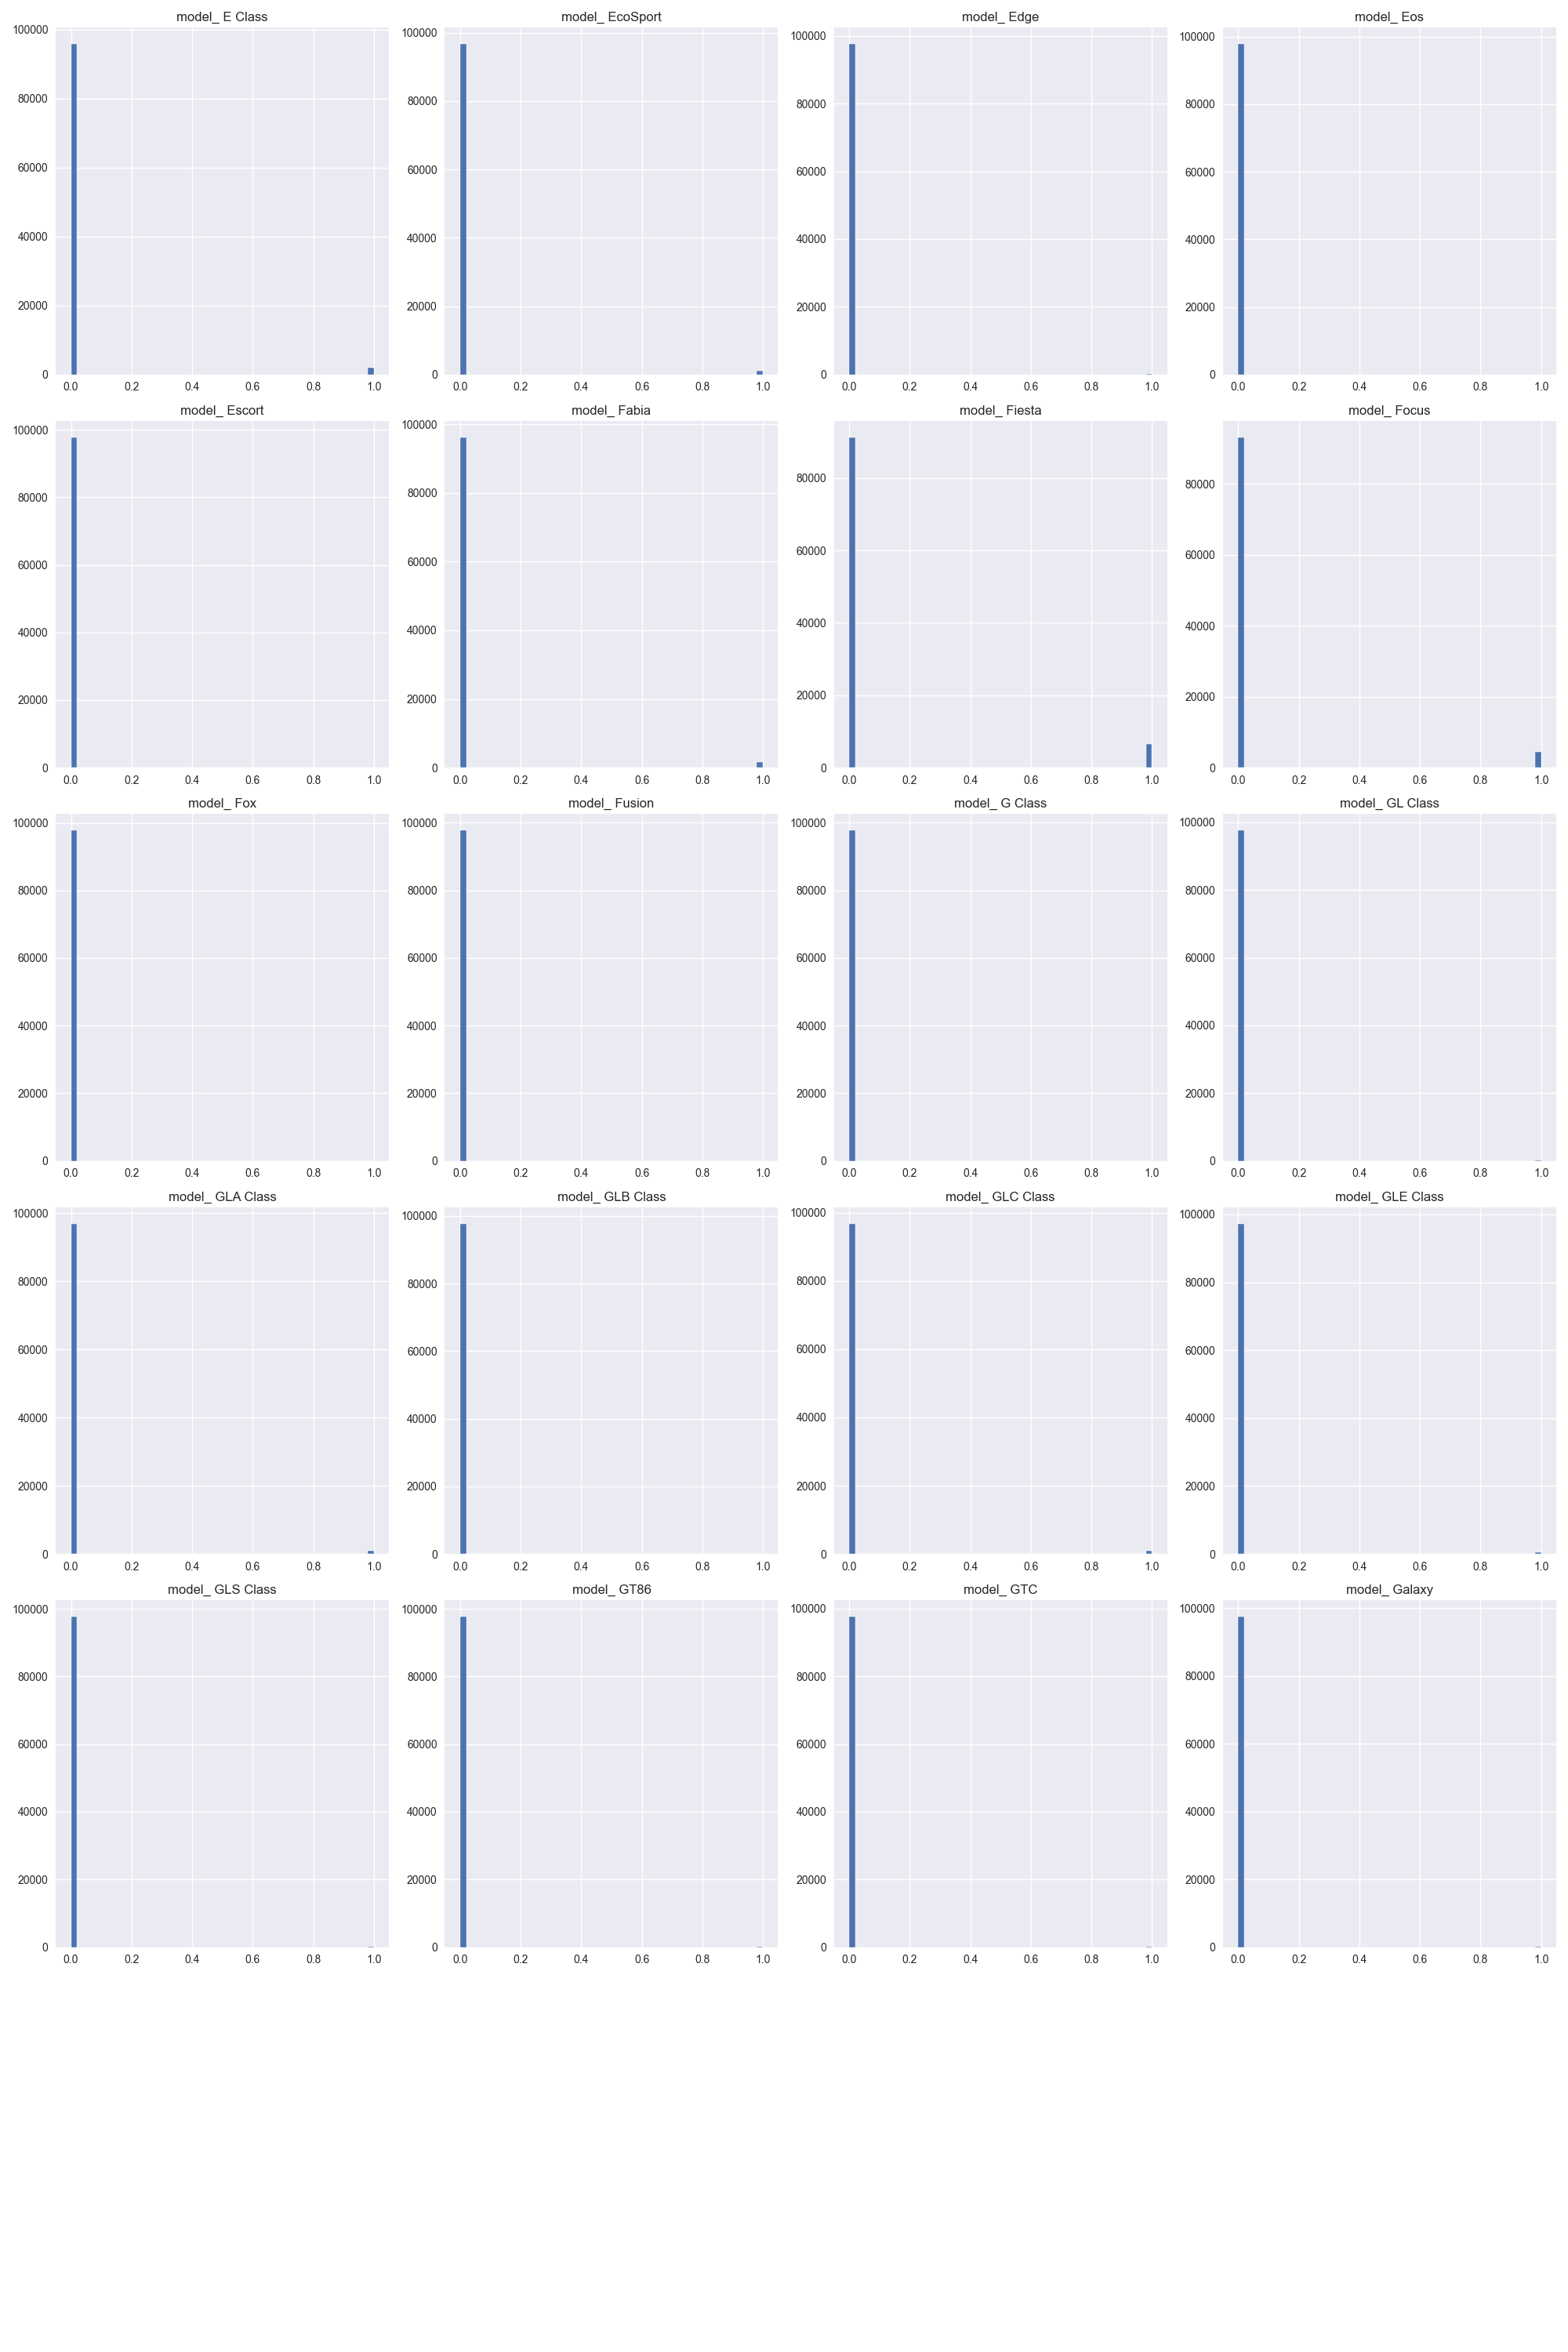 model_ E Class
model_ EcoSport
model_ Edge
model_ Eos
100000
80000
60000
40000
20000
0
0.0 0.2 0.4 0.6 0.8 1.0
100000
80000
60000
40000
20000
0
0.0 0.2 0.4 0.6 0.8 1.0
100000
80000
60000
40000
20000
0
0.0 0.2 0.4 0.6 0.8 1.0
100000
80000
60000
40000
20000
0
0.0 0.2 0.4 0.6 0.8 1.0
model_ Escort
model_ Fabia
model_ Fiesta
model_ Focus
100000
80000
60000
40000
20000
0
0.0 0.2 0.4 0.6 0.8 1.0
100000
80000
60000
40000
20000
0
0.0 0.2 0.4 0.6 0.8 1.0
80000
60000
40000
20000
0
0.0 0.2 0.4 0.6 0.8 1.0
80000
60000
40000
20000
0
0.0 0.2 0.4 0.6 0.8 1.0
model_ Fox
model_ Fusion
model_ G Class
model_ GL Class
100000
80000
60000
40000
20000
0
0.0 0.2 0.4 0.6 0.8 1.0
100000
80000
60000
40000
20000
0
0.0 0.2 0.4 0.6 0.8 1.0
100000
80000
60000
40000
20000
0
0.0 0.2 0.4 0.6 0.8 1.0
100000
80000
60000
40000
20000
0
0.0 0.2 0.4 0.6 0.8 1.0
model_ GLA Class
model_ GLB Class
model_ GLC Class
model_ GLE Class
100000
80000
60000
40000
20000
0
0.0 0.2 0.4 0.6 0.8 1.0
100000
80000
60000
40000
20000
0
0.0 0.2 0.4 0.6 0.8 1.0
100000
80000
60000
40000
20000
0
0.0 0.2 0.4 0.6 0.8 1.0
100000
80000
60000
40000
20000
0
0.0 0.2 0.4 0.6 0.8 1.0
model_ GLS Class
model_ GT86
model_ GTC
model_ Galaxy
100000
80000
60000
40000
20000
0
0.0 0.2 0.4 0.6 0.8 1.0
100000
80000
60000
40000
20000
0
0.0 0.2 0.4 0.6 0.8 1.0
100000
80000
60000
40000
20000
0
0.0 0.2 0.4 0.6 0.8 1.0
100000
80000
60000
40000
20000
0
0.0 0.2 0.4 0.6 0.8 1.0